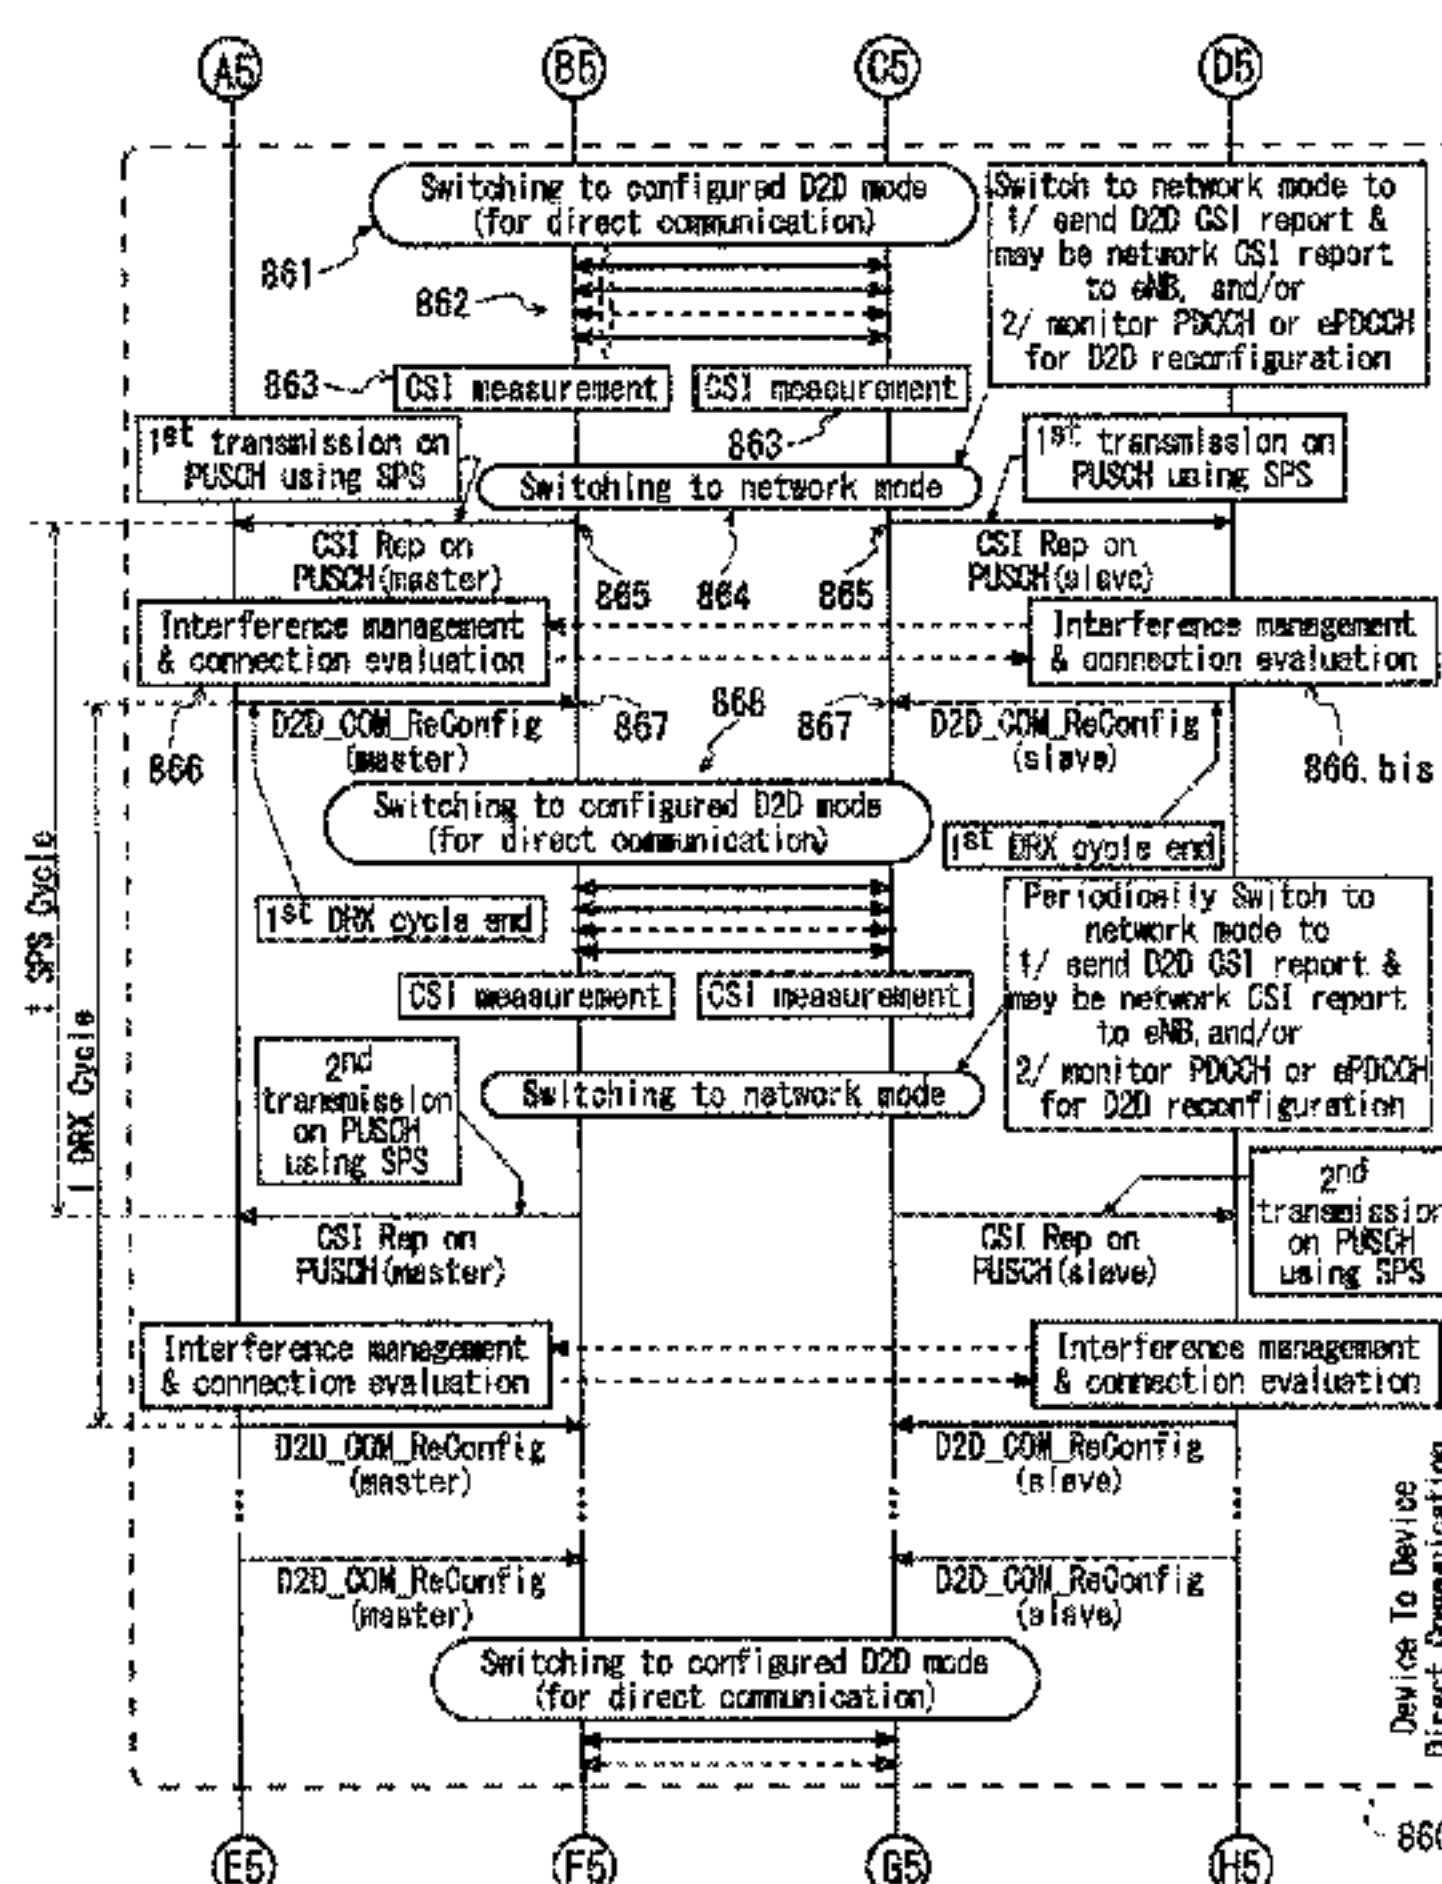 A5
B5
C5
D5
Switching to configured D2D mode
(for direct communication)
Switch to network mode to
1/ send D2D CSI report &
may be network CSI report
to eNB, and/or
2/ monitor PDCCH or ePDCCH
for D2D reconfiguration
861
862
863
CSI measurement
CSI measurement
863
1st transmission on
PUSCH using SPS
1st transmission on
PUSCH using SPS
Switching to network mode
CSI Rep on
PUSCH(master)
865
864
865
CSI Rep on
PUSCH(slave)
Interference management
& connection evaluation
Interference management
& connection evaluation
866
D2D_COM_ReConfig
(master)
867
868
867
D2D_COM_ReConfig
(slave)
866.bis
Switching to configured D2D mode
(for direct communication)
1st DRX cycle end
1st DRX cycle end
SPS Cycle
1 DRX Cycle
CSI measurement
CSI measurement
Periodically Switch to
network mode to
1/ send D2D CSI report &
may be network CSI report
to eNB,and/or
2/ monitor PDCCH or ePDCCH
for D2D reconfiguration
2nd
transmission
on PUSCH
using SPS
Switching to network mode
2nd
transmission
on PUSCH
using SPS
CSI Rep on
PUSCH(master)
CSI Rep on
PUSCH(slave)
Interference management
& connection evaluation
Interference management
& connection evaluation
D2D_COM_ReConfig
(master)
D2D_COM_ReConfig
(slave)
D2D_COM_ReConfig
(master)
D2D_COM_ReConfig
(slave)
Switching to configured D2D mode
(for direct communication)
Device To Device
Direct Communication
E5
F5
G5
H5